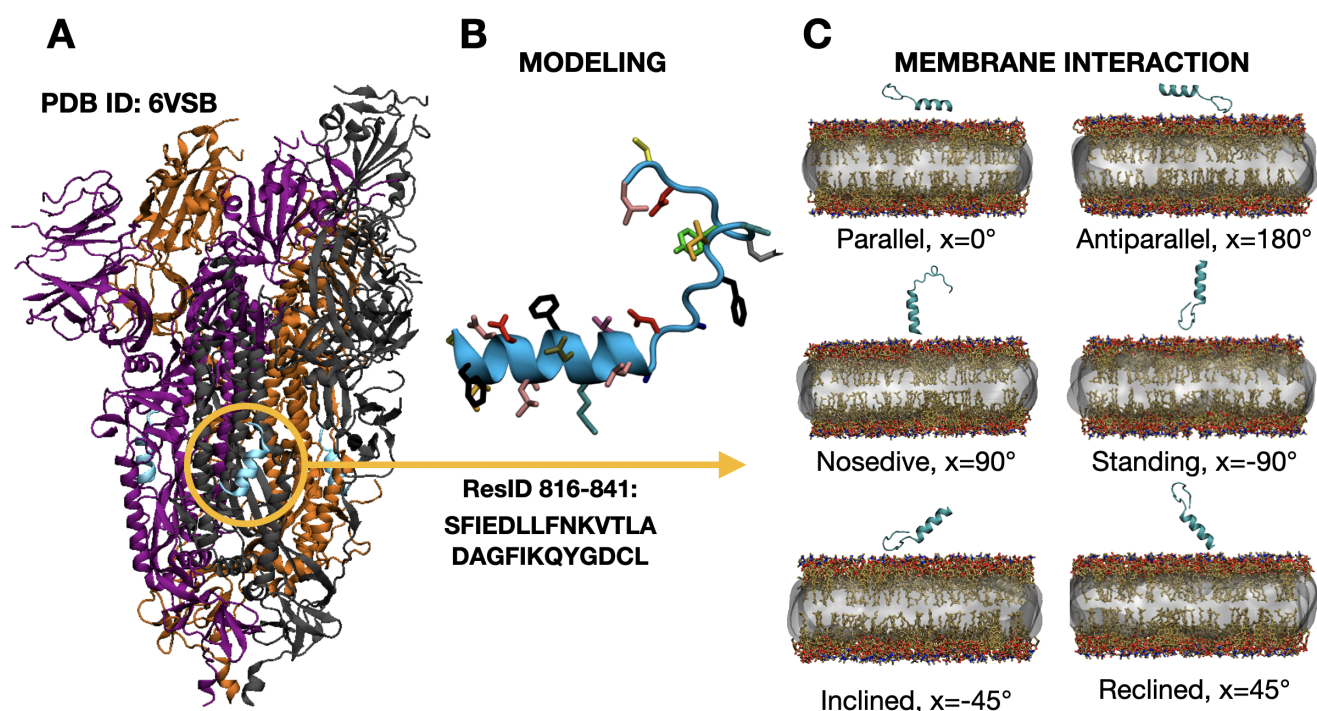 A
PDB ID: 6VSB
B
MODELING
ResID 816-841:
SFIEDLLFNKVTLA
DAGFIKQYGDCL
C
MEMBRANE INTERACTION
Parallel, x=0°
Antiparallel, x=180°
Nosedive, x=90°
Standing, x=-90°
Inclined, x=-45°
Reclined, x=45°